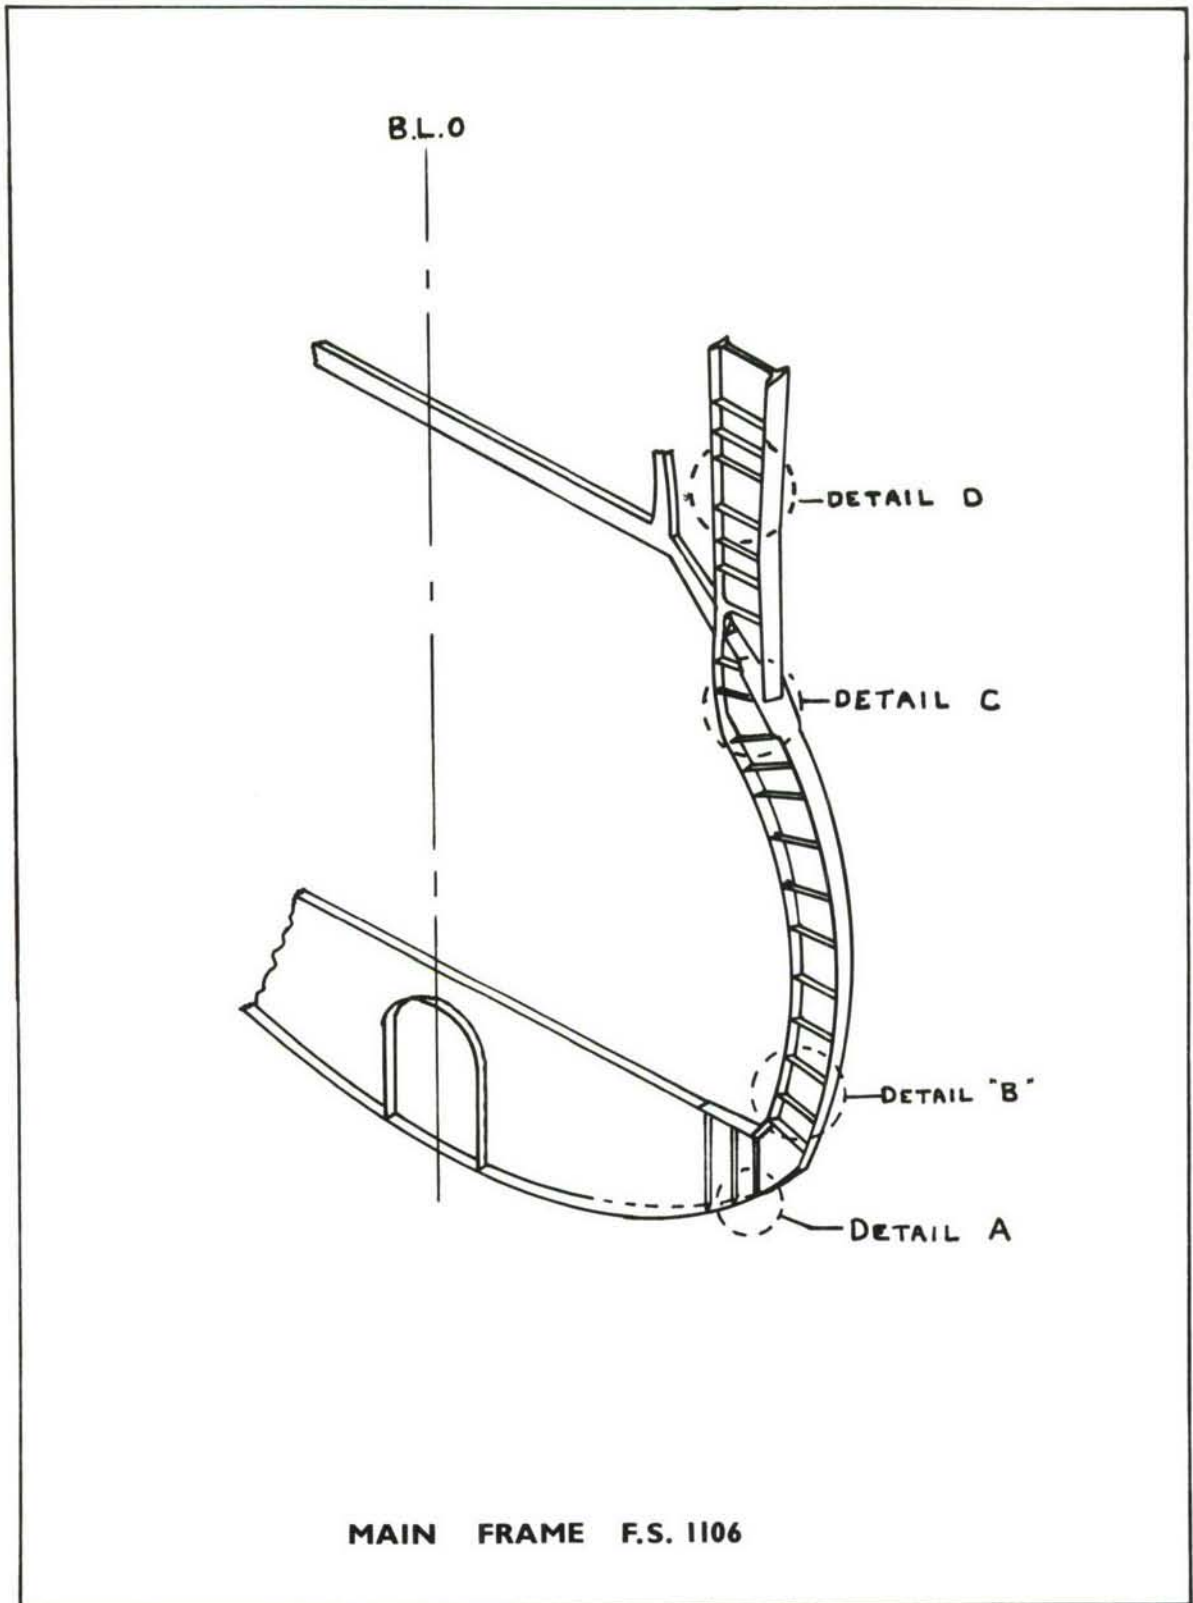 B.L.O
DETAIL D
DETAIL C
DETAIL "B"
DETAIL A
MAIN FRAME F.S. 1106